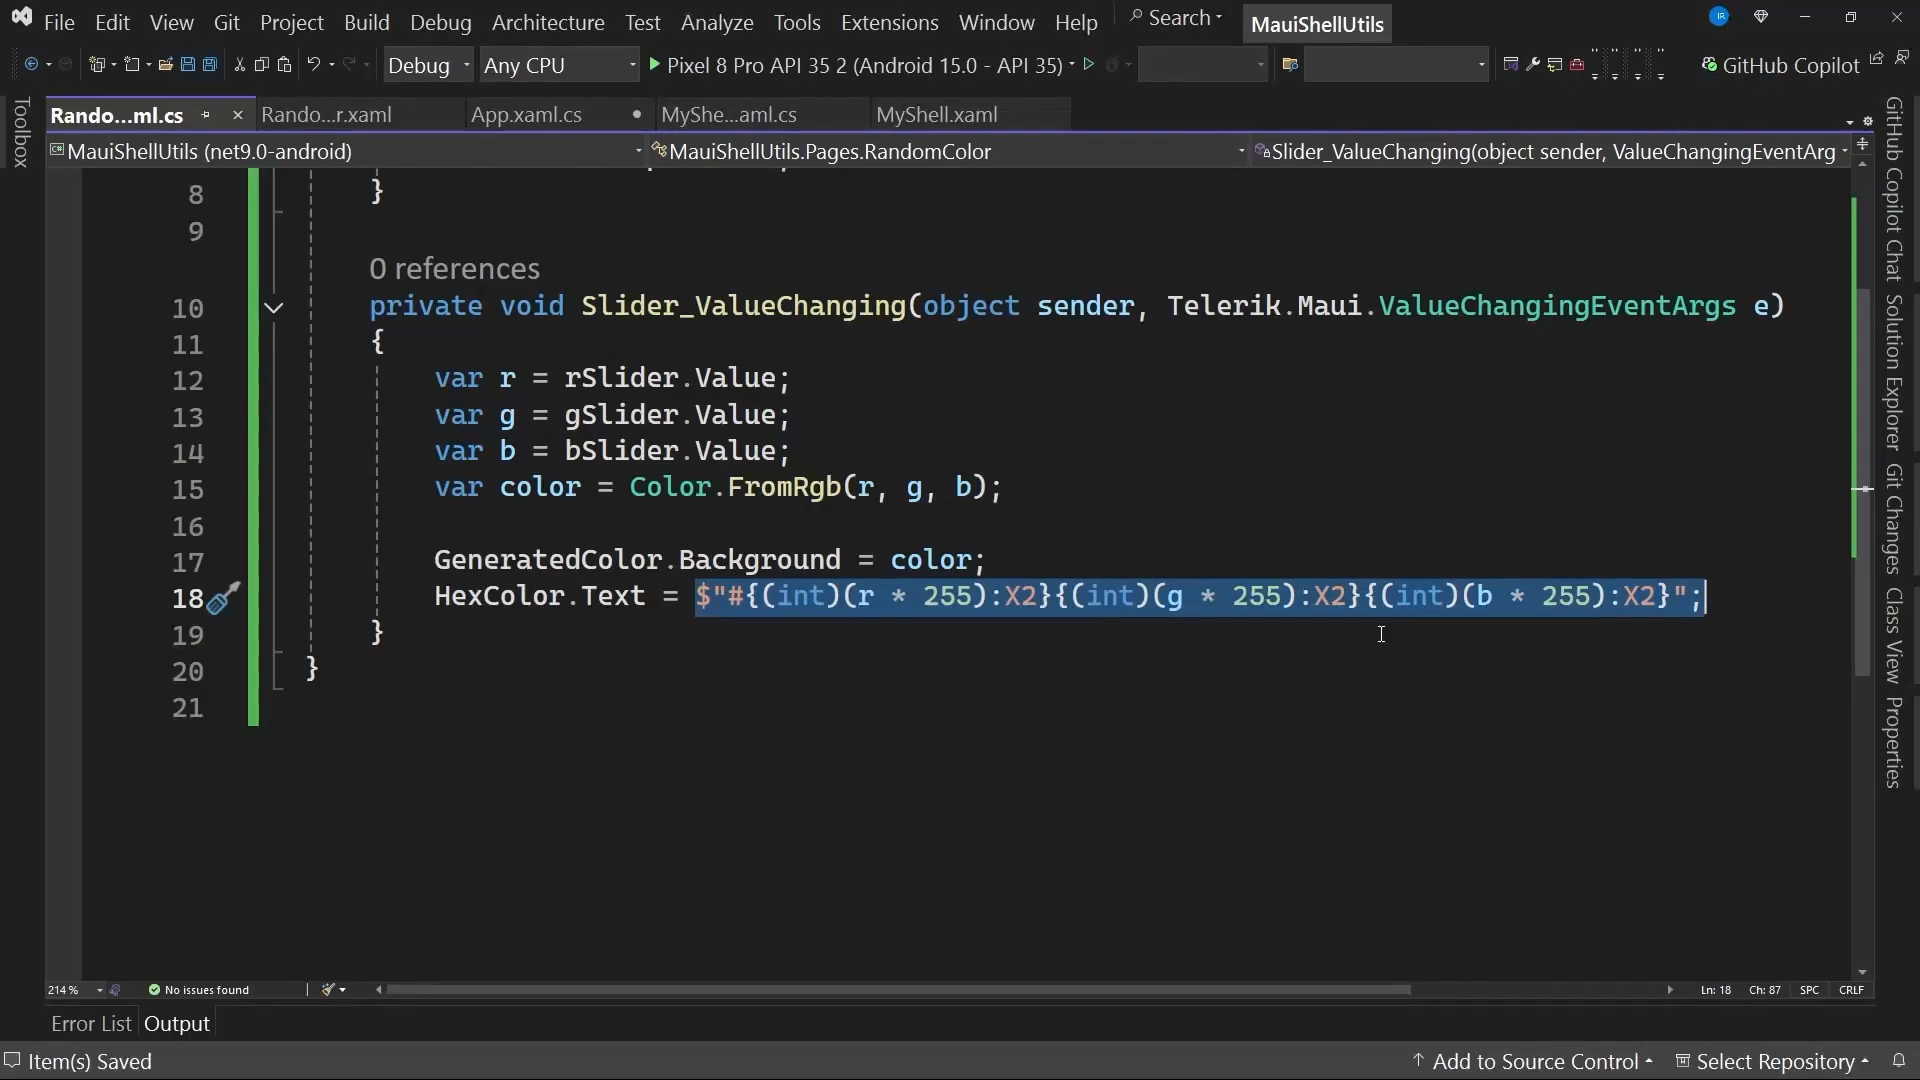 File Edit View Git Project Build Debug Architecture Test Analyze Tools Extensions Window Help Search MauiShellUtils IR
Debug Any CPU Pixel 8 Pro API 35 2 (Android 15.0 - API 35) GitHub Copilot
Toolbox
Rando...ml.cs Rando...r.xaml App.xaml.cs MyShe...aml.cs MyShell.xaml
MauiShellUtils (net9.0-android) MauiShellUtils.Pages.RandomColor Slider_ValueChanging(object sender, ValueChangingEventArg
8 }
9
0 references
10 private void Slider_ValueChanging(object sender, Telerik.Maui.ValueChangingEventArgs e)
11 {
12 var r = rSlider.Value;
13 var g = gSlider.Value;
14 var b = bSlider.Value;
15 var color = Color.FromRgb(r, g, b);
16
17 GeneratedColor.Background = color;
18 HexColor.Text = $"#{(int)(r * 255):X2}{(int)(g * 255):X2}{(int)(b * 255):X2}";
19 }
20 }
21
GitHub Copilot Chat
Solution Explorer
Git Changes
Class View
Properties
214 % No issues found Ln: 18 Ch: 87 SPC CRLF
Error List Output
Item(s) Saved Add to Source Control Select Repository